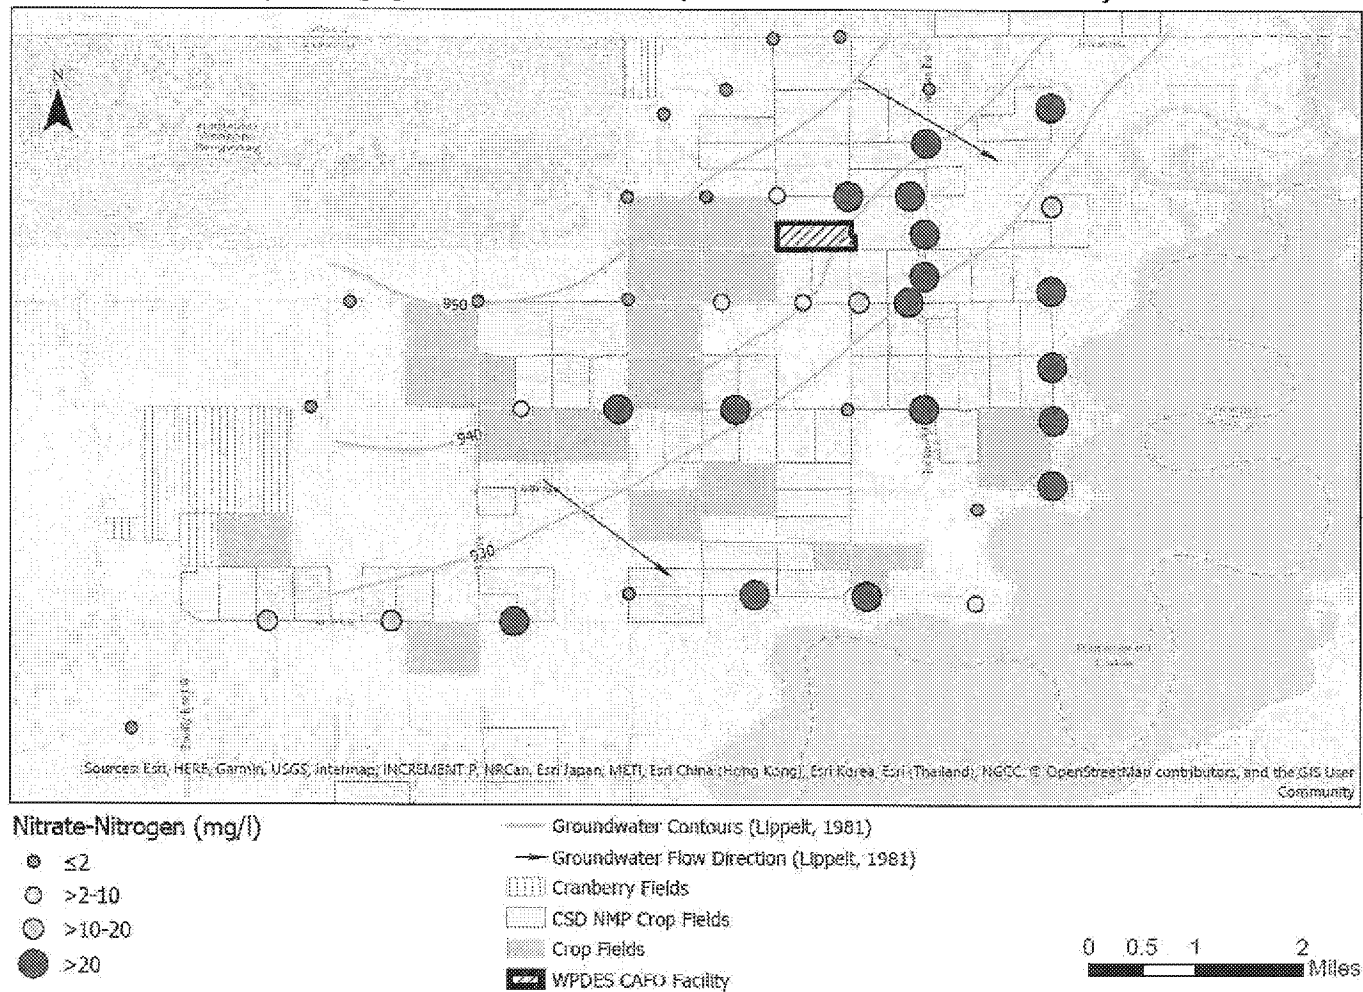 N
950
940
930
Sources: Esri, HERE, Garmin, USGS, Intermap, INCREMENT P, NRCan, Esri Japan, METI, Esri China (Hong Kong), Esri Korea, Esri (Thailand), NGCC, © OpenStreetMap contributors, and the GIS User
Community
Nitrate-Nitrogen (mg/l)
≤2
>2-10
>10-20
>20
Groundwater Contours (Lippelt, 1981)
Groundwater Flow Direction (Lippelt, 1981)
Cranberry Fields
CSD NMP Crop Fields
Crop Fields
WPDES CAFO Facility
0 0.5 1 2
Miles